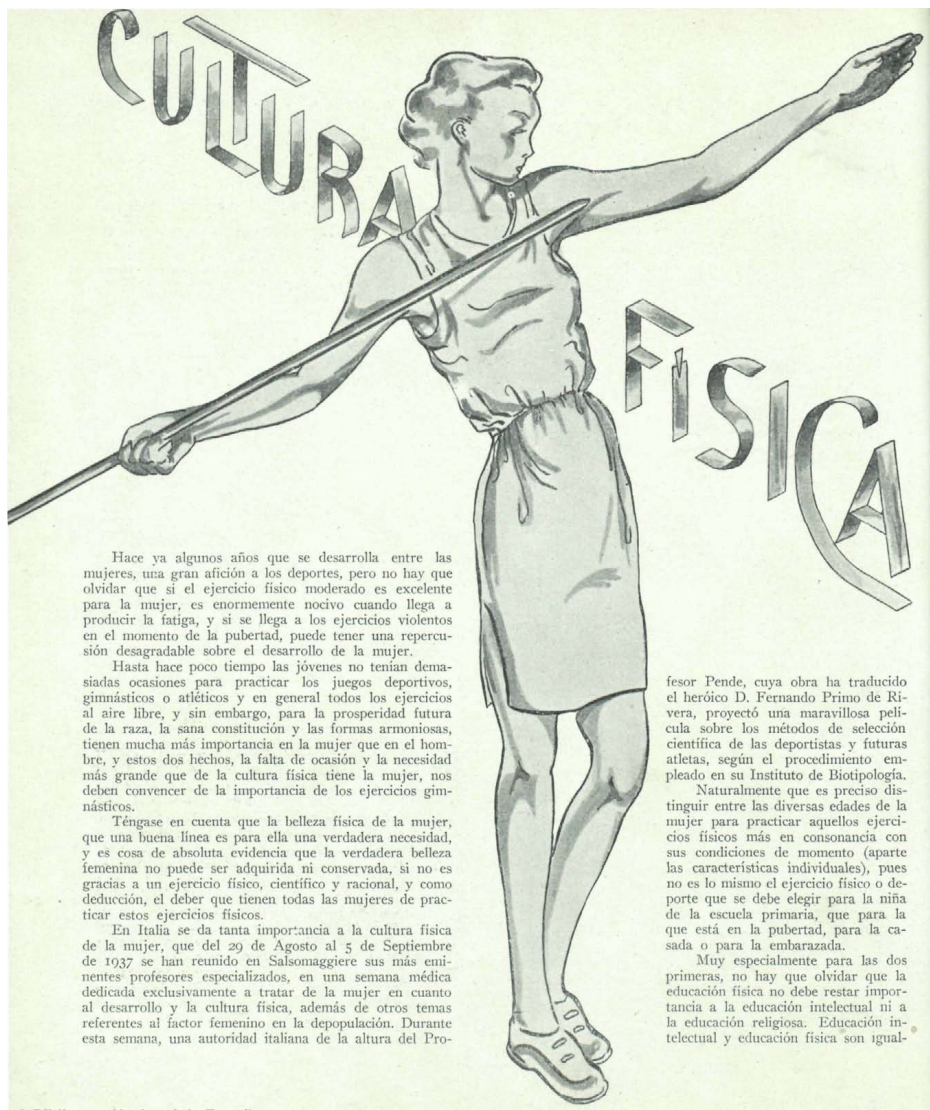 CULTURA
FÍSICA
Hace ya algunos años que se desarrolla entre las
mujeres, una gran afición a los deportes, pero no hay que
olvidar que si el ejercicio físico moderado es excelente
para la mujer, es enormemente nocivo cuando llega a
producir la fatiga, y si se llega a los ejercicios violentos
en el momento de la pubertad, puede tener una repercu-
sión desagradable sobre el desarrollo de la mujer.
Hasta hace poco tiempo las jóvenes no tenían dema-
siadas ocasiones para practicar los juegos deportivos,
gimnásticos o atléticos y en general todos los ejercicios
al aire libre, y sin embargo, para la prosperidad futura
de la raza, la sana constitución y las formas armoniosas,
tienen mucha más importancia en la mujer que en el hom-
bre, y estos dos hechos, la falta de ocasión y la necesidad
más grande que de la cultura física tiene la mujer, nos
deben convencer de la importancia de los ejercicios gim-
násticos.
Téngase en cuenta que la belleza física de la mujer,
que una buena línea es para ella una verdadera necesidad,
y es cosa de absoluta evidencia que la verdadera belleza
femenina no puede ser adquirida ni conservada, si no es
gracias a un ejercicio físico, científico y racional, y como
deducción, el deber que tienen todas las mujeres de prac-
ticar estos ejercicios físicos.
En Italia se da tanta importancia a la cultura física
de la mujer, que del 29 de Agosto al 5 de Septiembre
de 1937 se han reunido en Salsomaggiere sus más emi-
nentes profesores especializados, en una semana médica
dedicada exclusivamente a tratar de la mujer en cuanto
al desarrollo y la cultura física, además de otros temas
referentes al factor femenino en la depopulación. Durante
esta semana, una autoridad italiana de la altura del Pro-
fesor Pende, cuya obra ha traducido
el heróico D. Fernando Primo de Ri-
vera, proyectó una maravillosa pelí-
cula sobre los métodos de selección
científica de las deportistas y futuras
atletas, según el procedimiento em-
pleado en su Instituto de Biotipología.
Naturalmente que es preciso dis-
tinguir entre las diversas edades de la
mujer para practicar aquellos ejerci-
cios físicos más en consonancia con
sus condiciones de momento (aparte
las características individuales), pues
no es lo mismo el ejercicio físico o de-
porte que se debe elegir para la niña
de la escuela primaria, que para la
que está en la pubertad, para la ca-
sada o para la embarazada.
Muy especialmente para las dos
primeras, no hay que olvidar que la
educación física no debe restar impor-
tancia a la educación intelectual ni a
la educación religiosa. Educación in-
telectual y educación física son igual-